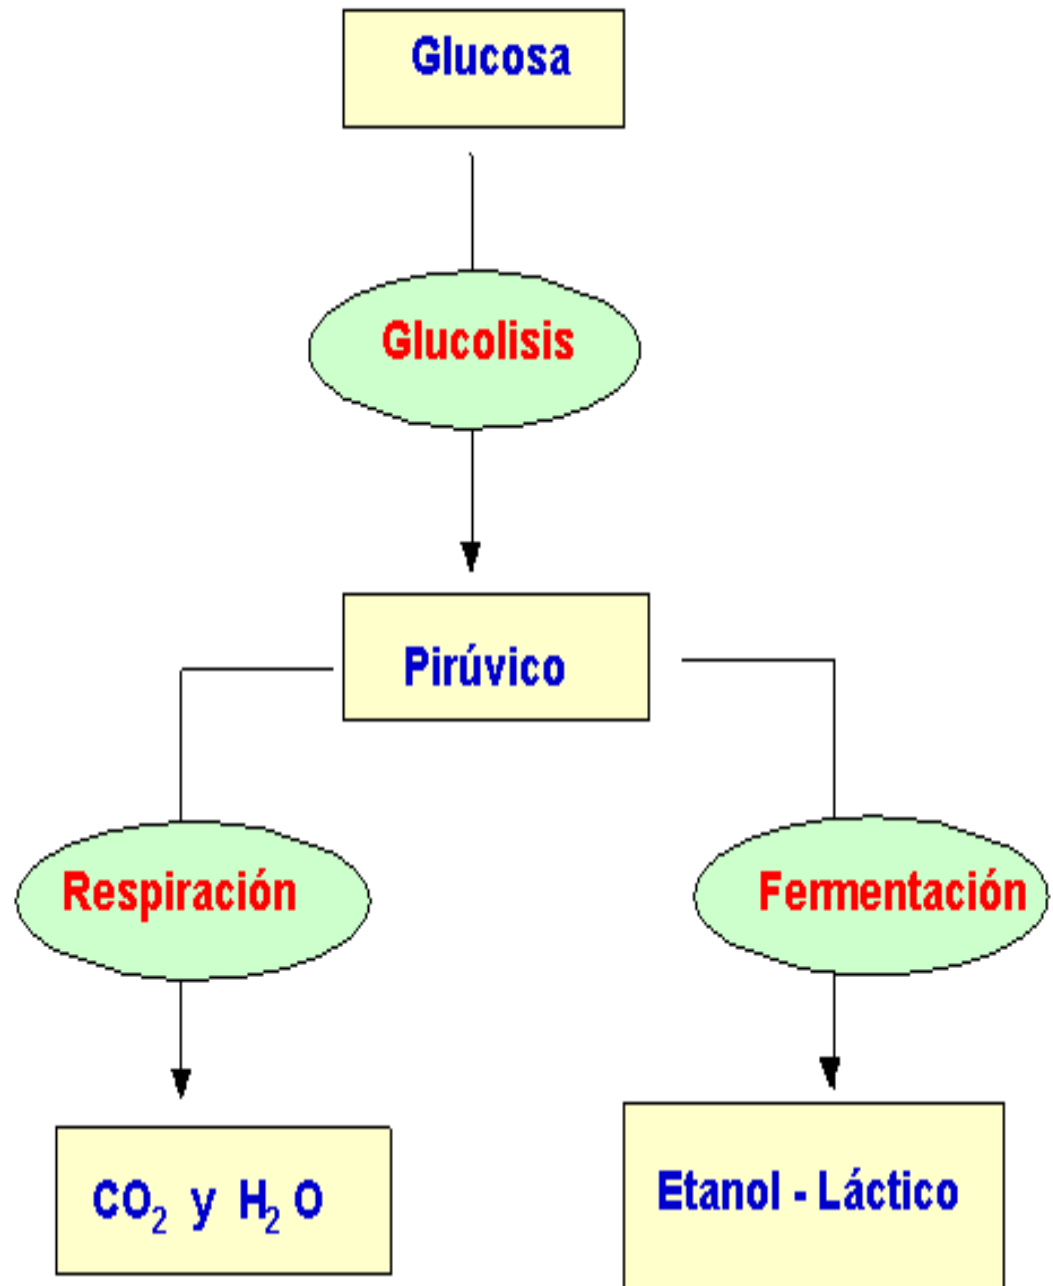 Glucosa
Glucolisis
Pirúvico
Respiración
Fermentación
CO₂ y H₂O
Etanol - Láctico